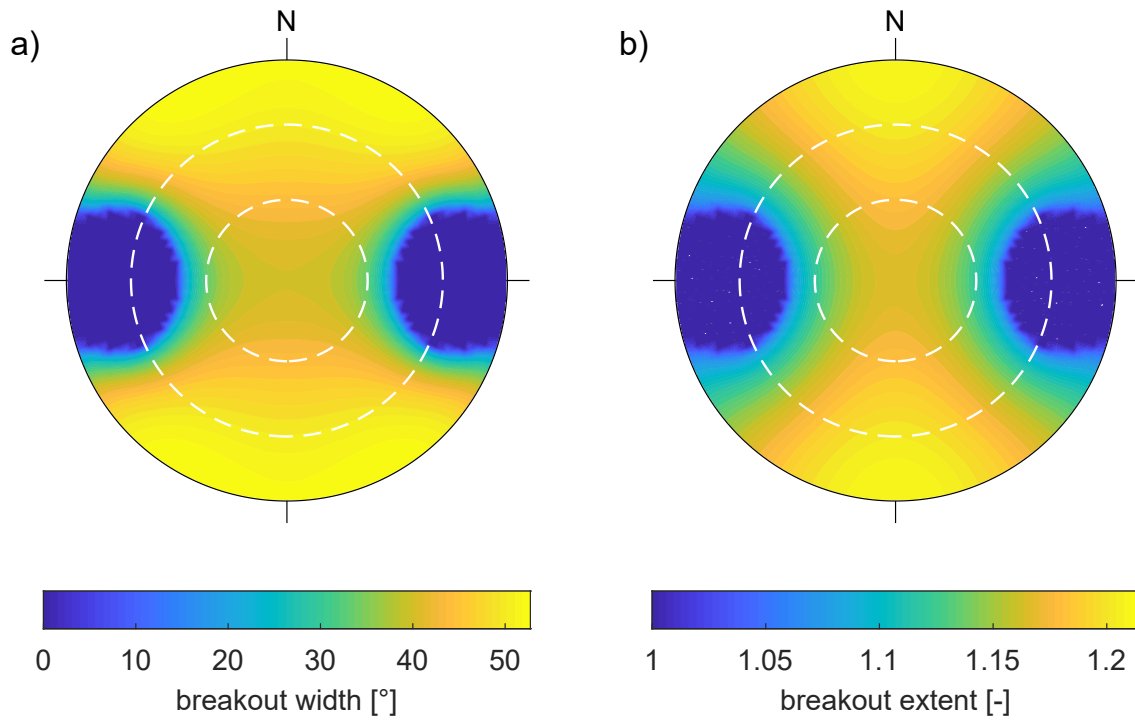 a)
N
b)
N
0 10 20 30 40 50
breakout width [°]
1 1.05 1.1 1.15 1.2
breakout extent [-]